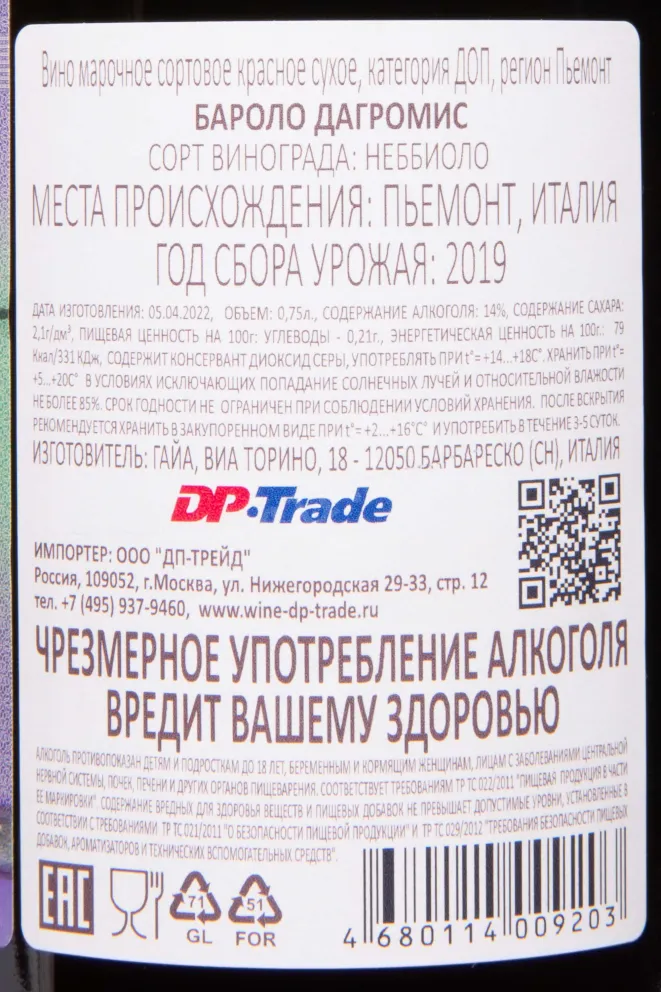 Вино марочное сортовое красное сухое, категория ДОП, регион Пьемонт
БАРОЛО ДАГРОМИС
СОРТ ВИНОГРАДА: НЕББИОЛО
МЕСТА ПРОИСХОЖДЕНИЯ: ПЬЕМОНТ, ИТАЛИЯ
ГОД СБОРА УРОЖАЯ: 2019
ДАТА ИЗГОТОВЛЕНИЯ: 05.04.2022, ОБЪЕМ: 0,75л., СОДЕРЖАНИЕ АЛКОГОЛЯ: 14%, СОДЕРЖАНИЕ САХАРА:
2,1г/дм³, ПИЩЕВАЯ ЦЕННОСТЬ НА 100г: УГЛЕВОДЫ - 0,21г., ЭНЕРГЕТИЧЕСКАЯ ЦЕННОСТЬ НА 100г.: 79
Ккал/331 КДж, СОДЕРЖИТ КОНСЕРВАНТ ДИОКСИД СЕРЫ, УПОТРЕБЛЯТЬ ПРИ t°= +14...+18С°. ХРАНИТЬ ПРИ t°=
+5...+20С° В УСЛОВИЯХ ИСКЛЮЧАЮЩИХ ПОПАДАНИЕ СОЛНЕЧНЫХ ЛУЧЕЙ И ОТНОСИТЕЛЬНОЙ ВЛАЖНОСТИ
НЕ БОЛЕЕ 85%. СРОК ГОДНОСТИ НЕ ОГРАНИЧЕН ПРИ СОБЛЮДЕНИИ УСЛОВИЙ ХРАНЕНИЯ. ПОСЛЕ ВСКРЫТИЯ
РЕКОМЕНДУЕТСЯ ХРАНИТЬ В ЗАКУПОРЕННОМ ВИДЕ ПРИ t°= +2...+16°С° И УПОТРЕБИТЬ В ТЕЧЕНИЕ 3-5 СУТОК.
ИЗГОТОВИТЕЛЬ: ГАЙА, ВИА ТОРИНО, 18 - 12050 БАРБАРЕСКО (СН), ИТАЛИЯ
DP·Trade
ИМПОРТЕР: ООО "ДП-ТРЕЙД"
Россия, 109052, г.Москва, ул. Нижегородская 29-33, стр. 12
тел. +7 (495) 937-9460, www.wine-dp-trade.ru
ЧРЕЗМЕРНОЕ УПОТРЕБЛЕНИЕ АЛКОГОЛЯ
ВРЕДИТ ВАШЕМУ ЗДОРОВЬЮ
АЛКОГОЛЬ ПРОТИВОПОКАЗАН ДЕТЯМ И ПОДРОСТКАМ ДО 18 ЛЕТ, БЕРЕМЕННЫМ И КОРМЯЩИМ ЖЕНЩИНАМ, ЛИЦАМ С ЗАБОЛЕВАНИЯМИ ЦЕНТРАЛЬНОЙ
НЕРВНОЙ СИСТЕМЫ, ПОЧЕК, ПЕЧЕНИ И ДРУГИХ ОРГАНОВ ПИЩЕВАРЕНИЯ. СООТВЕТСТВУЕТ ТРЕБОВАНИЯМ ТР ТС 022/2011 "ПИЩЕВАЯ ПРОДУКЦИЯ В ЧАСТИ
ЕЕ МАРКИРОВКИ". СОДЕРЖАНИЕ ВРЕДНЫХ ДЛЯ ЗДОРОВЬЯ ВЕЩЕСТВ И ПИЩЕВЫХ ДОБАВОК НЕ ПРЕВЫШАЕТ ДОПУСТИМЫЕ УРОВНИ, УСТАНОВЛЕННЫЕ В
СООТВЕТСТВИИ С ТРЕБОВАНИЯМИ ТР ТС 021/2011 "О БЕЗОПАСНОСТИ ПИЩЕВОЙ ПРОДУКЦИИ" И ТР ТС 029/2012 "ТРЕБОВАНИЯ БЕЗОПАСНОСТИ ПИЩЕВЫХ
ДОБАВОК, АРОМАТИЗАТОРОВ И ТЕХНИЧЕСКИХ ВСПОМОГАТЕЛЬНЫХ СРЕДСТВ".
EAC
71
GL
51
FOR
4 680114 009203